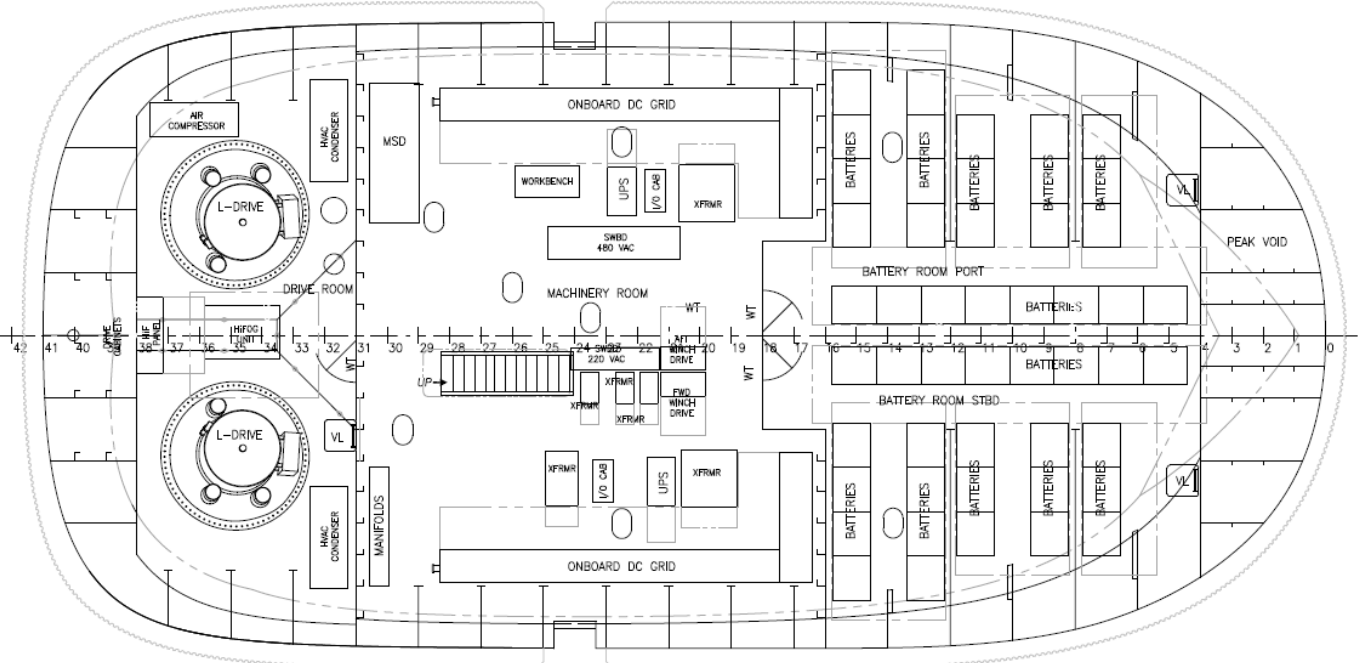 ONBOARD DC GRID
AIR
COMPRESSOR
HVAC
CONDENSER
MSD
BATTERIES
BATTERIES
BATTERIES
BATTERIES
BATTERIES
WORKBENCH
UPS
I/O CAB
XFRMR
VL
L-DRIVE
SWBD
480 VAC
PEAK VOID
BATTERY ROOM PORT
DRIVE ROOM
MACHINERY ROOM
WT
WT
BATTERIES
HiF
PANEL
HiFOG
UNIT
CABINETS
42 41 40 39 38 37 36 35 34 33 32 31 30 29 28 27 26 25 24 23 22 21 20 19 18 17 16 15 14 13 12 11 10 9 8 7 6 5 4 3 2 1 0
SWBD
220 VAC
AFT
WINCH
DRIVE
WT
WT
BATTERIES
UP
XFRMR
XFRMR
XFRMR
FWD
WINCH
DRIVE
BATTERY ROOM STBD
L-DRIVE
VL
XFRMR
I/O CAB
UPS
XFRMR
VL
MANIFOLDS
HVAC
CONDENSER
BATTERIES
BATTERIES
BATTERIES
BATTERIES
BATTERIES
ONBOARD DC GRID